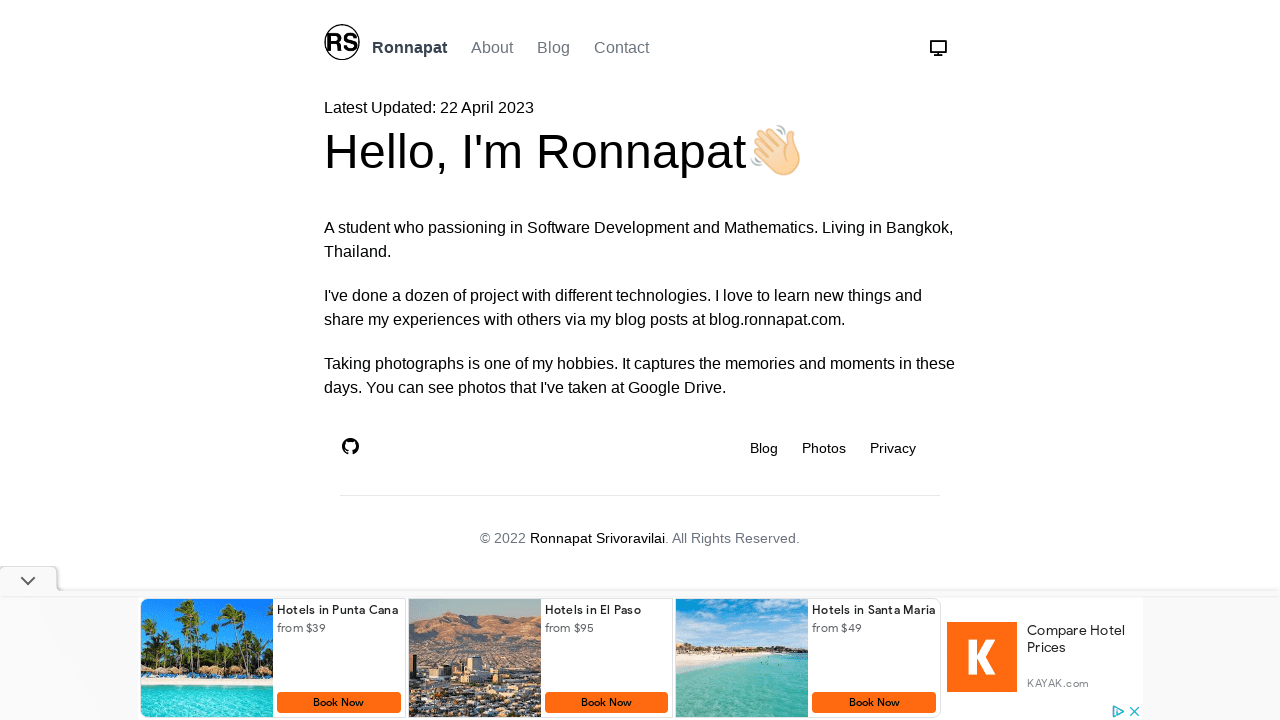 RS
Ronnapat About Blog Contact
Latest Updated: 22 April 2023
Hello, I'm Ronnapat👋🏻
A student who passioning in Software Development and Mathematics. Living in Bangkok,
Thailand.
I've done a dozen of project with different technologies. I love to learn new things and
share my experiences with others via my blog posts at blog.ronnapat.com.
Taking photographs is one of my hobbies. It captures the memories and moments in these
days. You can see photos that I've taken at Google Drive.
Blog Photos Privacy
© 2022 Ronnapat Srivoravilai. All Rights Reserved.
Hotels in Punta Cana
from $39
Book Now
Hotels in El Paso
from $95
Book Now
Hotels in Santa Maria
from $49
Book Now
K
Compare Hotel
Prices
KAYAK.com